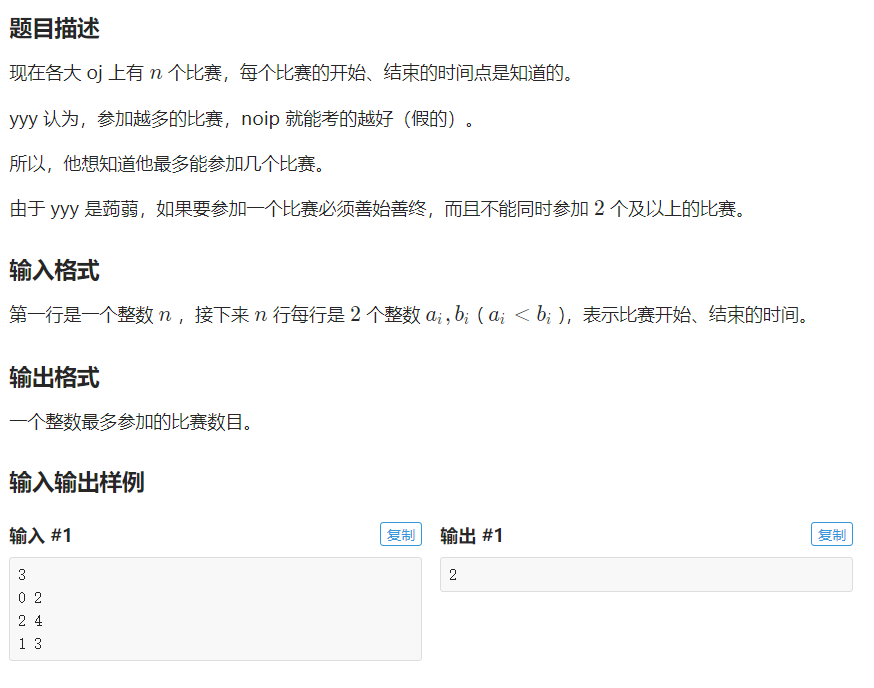 题目描述
现在各大 oj 上有 n 个比赛，每个比赛的开始、结束的时间点是知道的。
yyy 认为，参加越多的比赛，noip 就能考的越好（假的）。
所以，他想知道他最多能参加几个比赛。
由于 yyy 是蒟蒻，如果要参加一个比赛必须善始善终，而且不能同时参加 2 个及以上的比赛。
输入格式
第一行是一个整数 n ，接下来 n 行每行是 2 个整数 aᵢ, bᵢ ( aᵢ < bᵢ )，表示比赛开始、结束的时间。
输出格式
一个整数最多参加的比赛数目。
输入输出样例
输入 #1 复制
3
0 2
2 4
1 3
输出 #1 复制
2